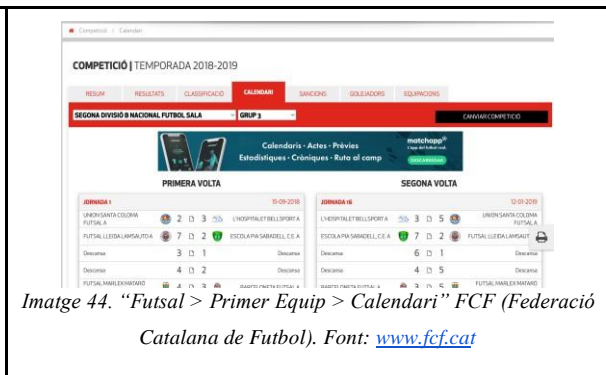 Competició | Calendari
COMPETICIÓ | TEMPORADA 2018-2019
RESUM RESULTATS CLASSIFICACIÓ CALENDARI SANCIONS GOLEJADORS EQUIPACIONS
SEGONA DIVISIÓ B NACIONAL FUTBOL SALA GRUP 3 CANVIAR COMPETICIÓ
Calendaris · Actes · Prèvies
Estadístiques · Cròniques · Ruta al camp
matchapp
DESCARREGAR
PRIMERA VOLTA SEGONA VOLTA
JORNADA 1 15-09-2018 JORNADA 16 12-01-2019
UNION SANTA COLOMA FUTSAL A 2 3 L'HOSPITALET BELLSPORT A L'HOSPITALET BELLSPORT A 3 5 UNION SANTA COLOMA FUTSAL A
FUTSAL LLEIDA LAMSAUTO A 7 2 ESCOLA PIA SABADELL, C.E. A ESCOLA PIA SABADELL, C.E. A 7 2 FUTSAL LLEIDA LAMSAUT
Descansa 3 1 Descansa Descansa 6 1 Descansa
Descansa 4 2 Descansa Descansa 4 5 Descansa
FUTSAL MARLEX MATARÓ 4 3 BARCELONETA FUTSAL A BARCELONETA FUTSAL A 3 5 FUTSAL MARLEX MATARÓ
Imatge 44. “Futsal > Primer Equip > Calendari” FCF (Federació
Catalana de Futbol). Font: www.fcf.cat